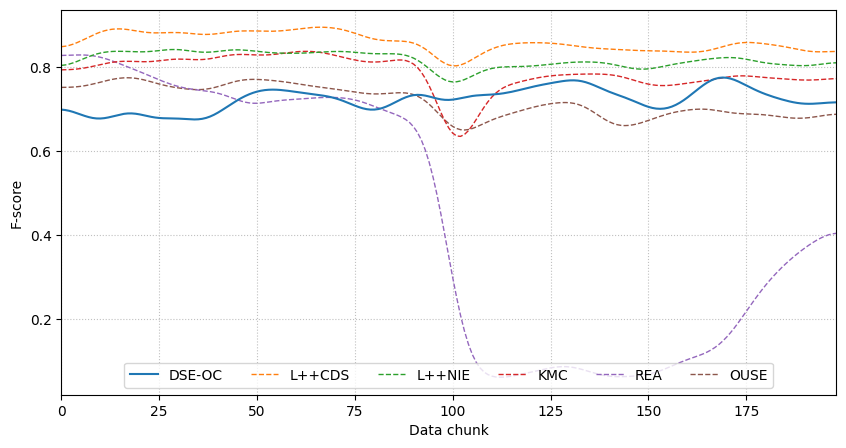 F-score
0.8
0.6
0.4
0.2
DSE-OC L++CDS L++NIE KMC REA OUSE
0 25 50 75 100 125 150 175
Data chunk